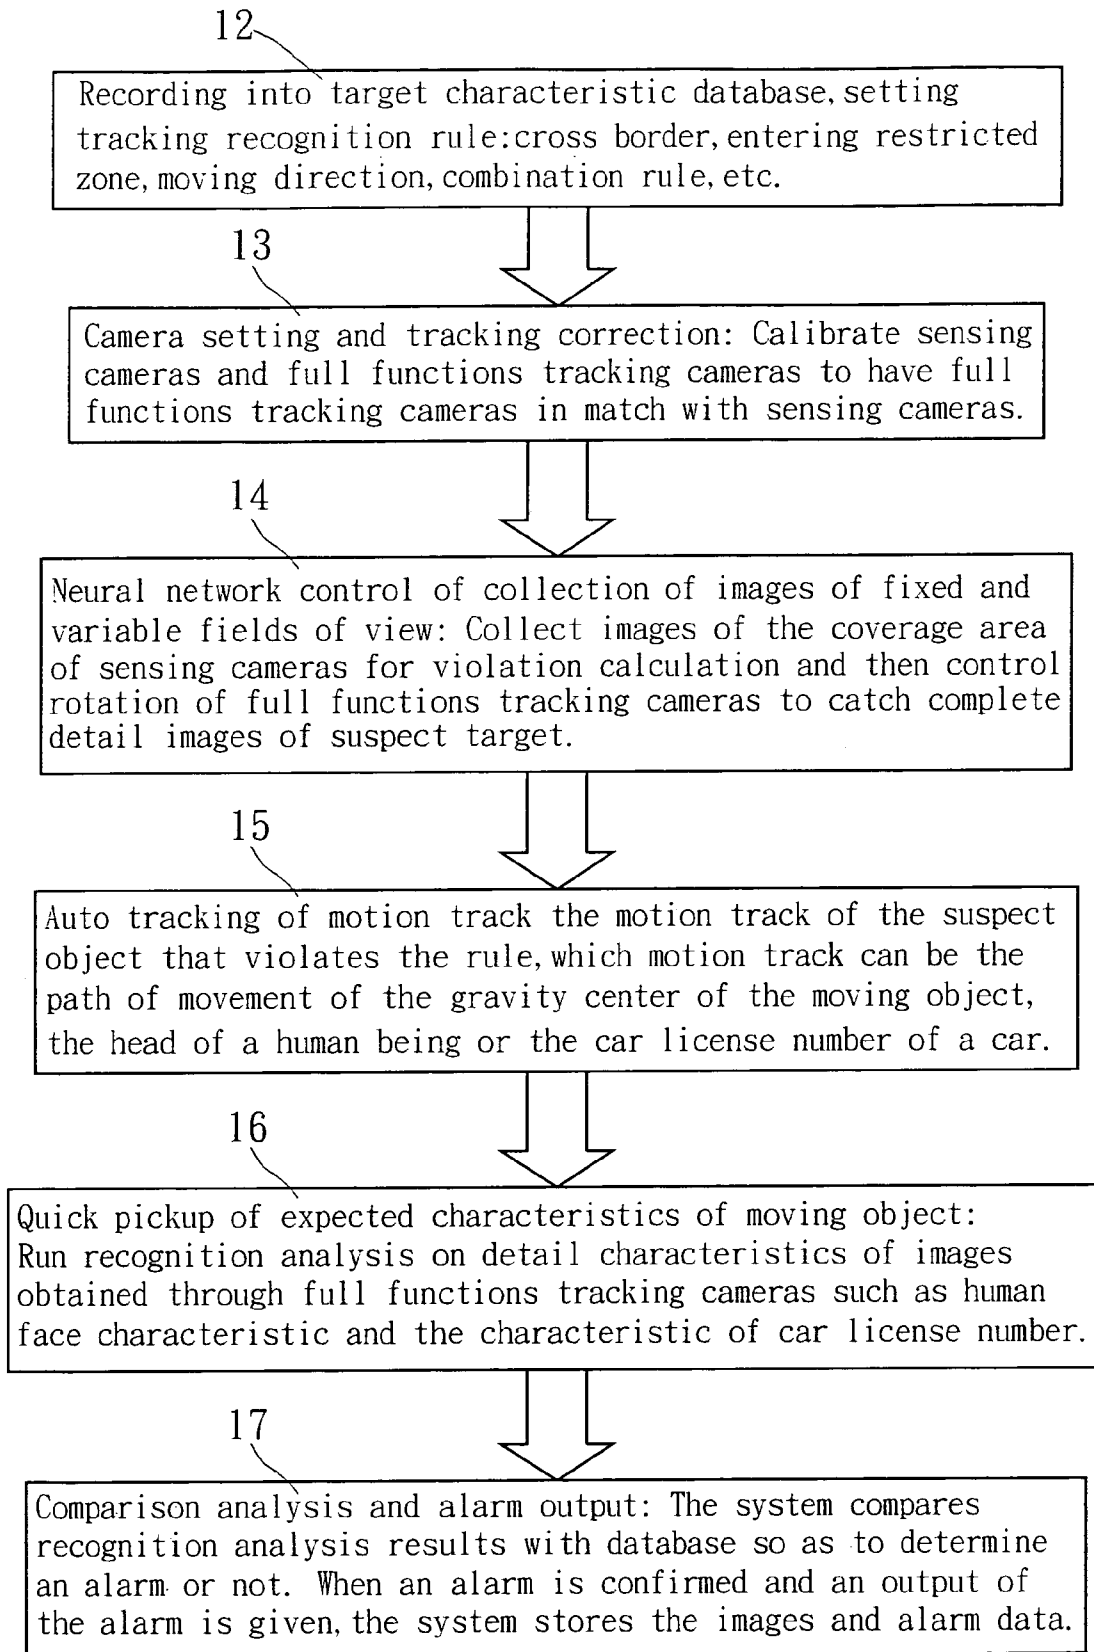 12
Recording into target characteristic database, setting
tracking recognition rule:cross border, entering restricted
zone, moving direction, combination rule, etc.
13
Camera setting and tracking correction: Calibrate sensing
cameras and full functions tracking cameras to have full
functions tracking cameras in match with sensing cameras.
14
Neural network control of collection of images of fixed and
variable fields of view: Collect images of the coverage area
of sensing cameras for violation calculation and then control
rotation of full functions tracking cameras to catch complete
detail images of suspect target.
15
Auto tracking of motion track the motion track of the suspect
object that violates the rule, which motion track can be the
path of movement of the gravity center of the moving object,
the head of a human being or the car license number of a car.
16
Quick pickup of expected characteristics of moving object:
Run recognition analysis on detail characteristics of images
obtained through full functions tracking cameras such as human
face characteristic and the characteristic of car license number.
17
Comparison analysis and alarm output: The system compares
recognition analysis results with database so as to determine
an alarm or not. When an alarm is confirmed and an output of
the alarm is given, the system stores the images and alarm data.